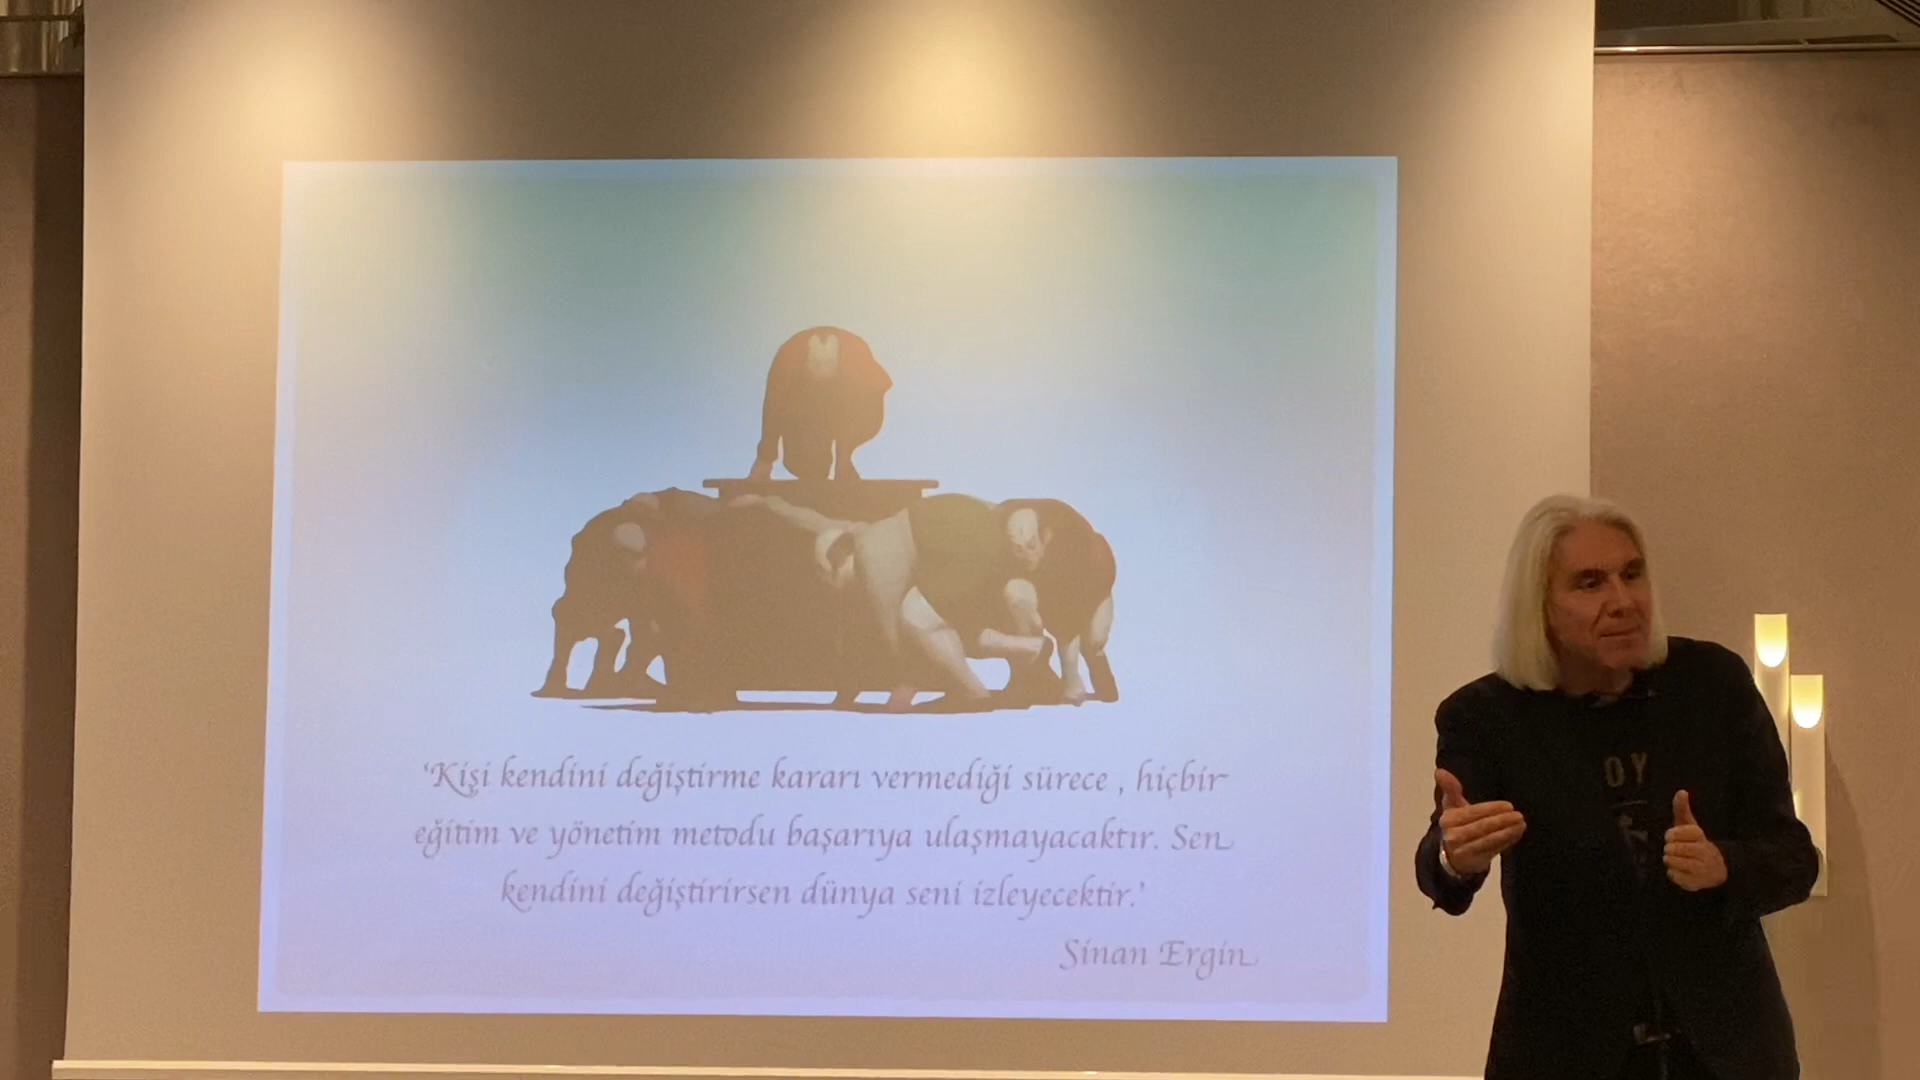 ‘Kişi kendini değiştirme kararı vermediği sürece , hiçbir
eğitim ve yönetim metodu başarıya ulaşmayacaktır. Sen
kendini değiştirirsen dünya seni izleyecektir.’
Sinan Ergin
OY